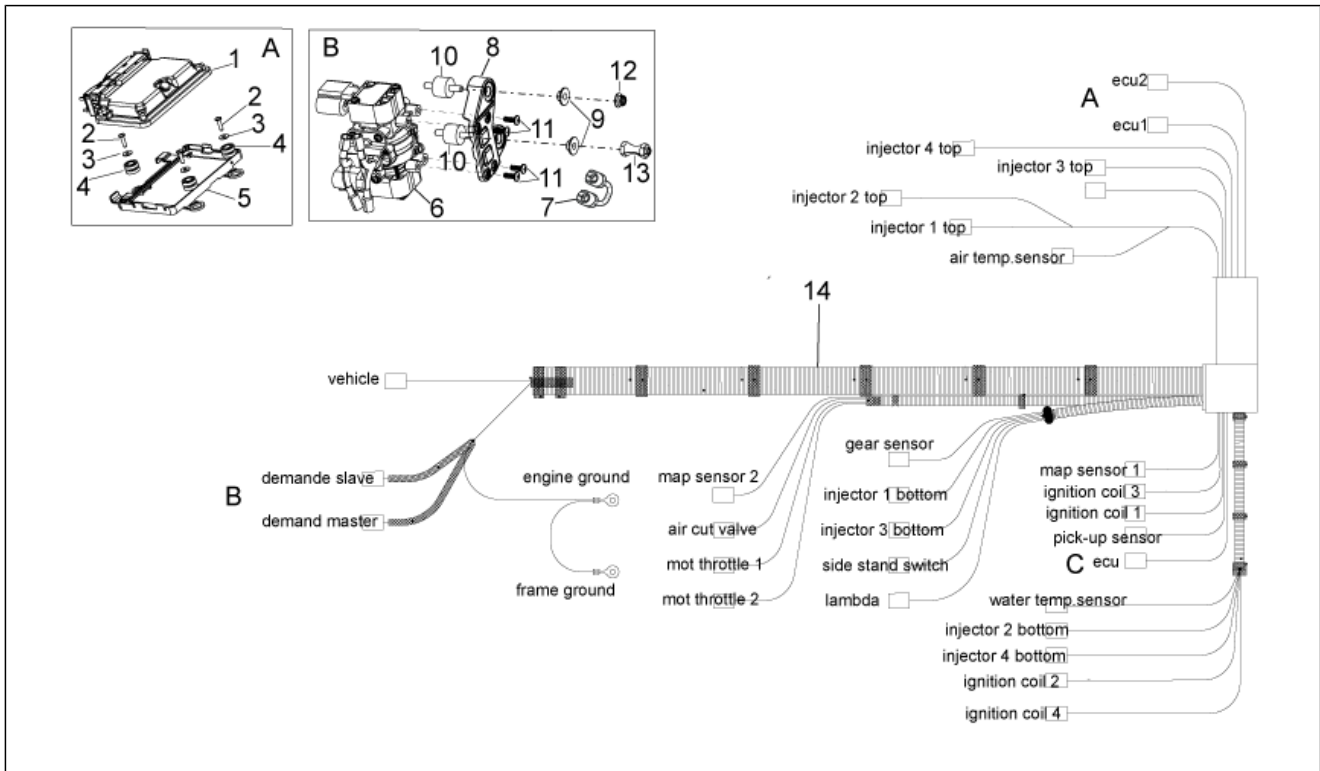 A
1
2
2
3
3
4
4
5
B
10
8
12
9
11
10
13
11
6
7
ecu2
A
ecu1
injector 4 top
injector 3 top
injector 2 top
injector 1 top
air temp.sensor
14
vehicle
demande slave
B
demand master
engine ground
frame ground
map sensor 2
air cut valve
mot throttle 1
mot throttle 2
gear sensor
injector 1 bottom
injector 3 bottom
side stand switch
lambda
map sensor 1
ignition coil 3
ignition coil 1
pick-up sensor
C ecu
water temp.sensor
injector 2 bottom
injector 4 bottom
ignition coil 2
ignition coil 4